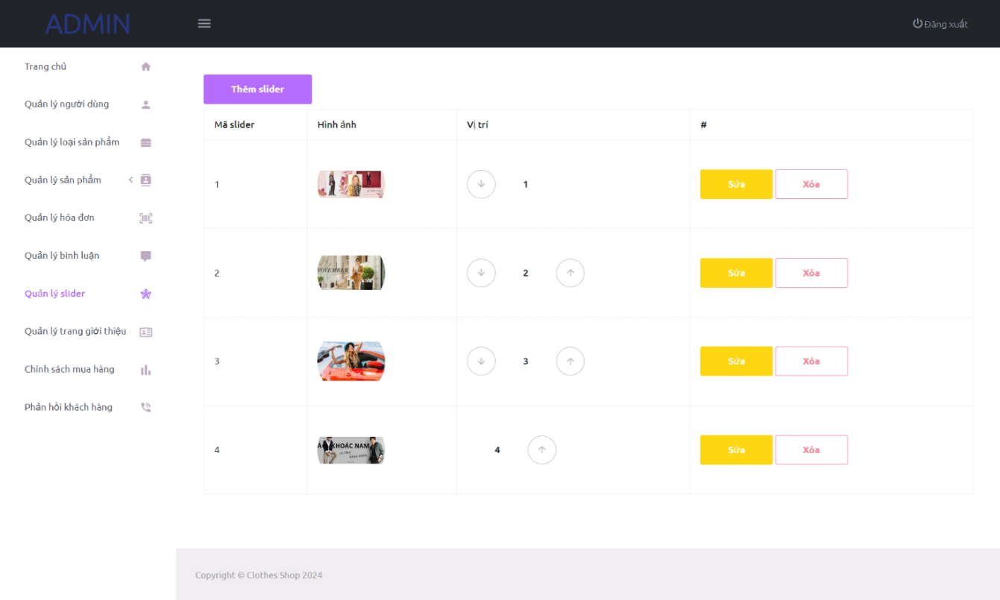 ADMIN
Đăng xuất
Trang chủ
Quản lý người dùng
Quản lý loại sản phẩm
Quản lý sản phẩm
Quản lý hóa đơn
Quản lý bình luận
Quản lý slider
Quản lý trang giới thiệu
Chính sách mua hàng
Phản hồi khách hàng
Thêm slider
Mã slider Hình ảnh Vị trí #
1 1 Sửa Xóa
2 NOVEMBER 2 Sửa Xóa
3 3 Sửa Xóa
4 KHOÁC NAM 4 Sửa Xóa
Copyright © Clothes Shop 2024